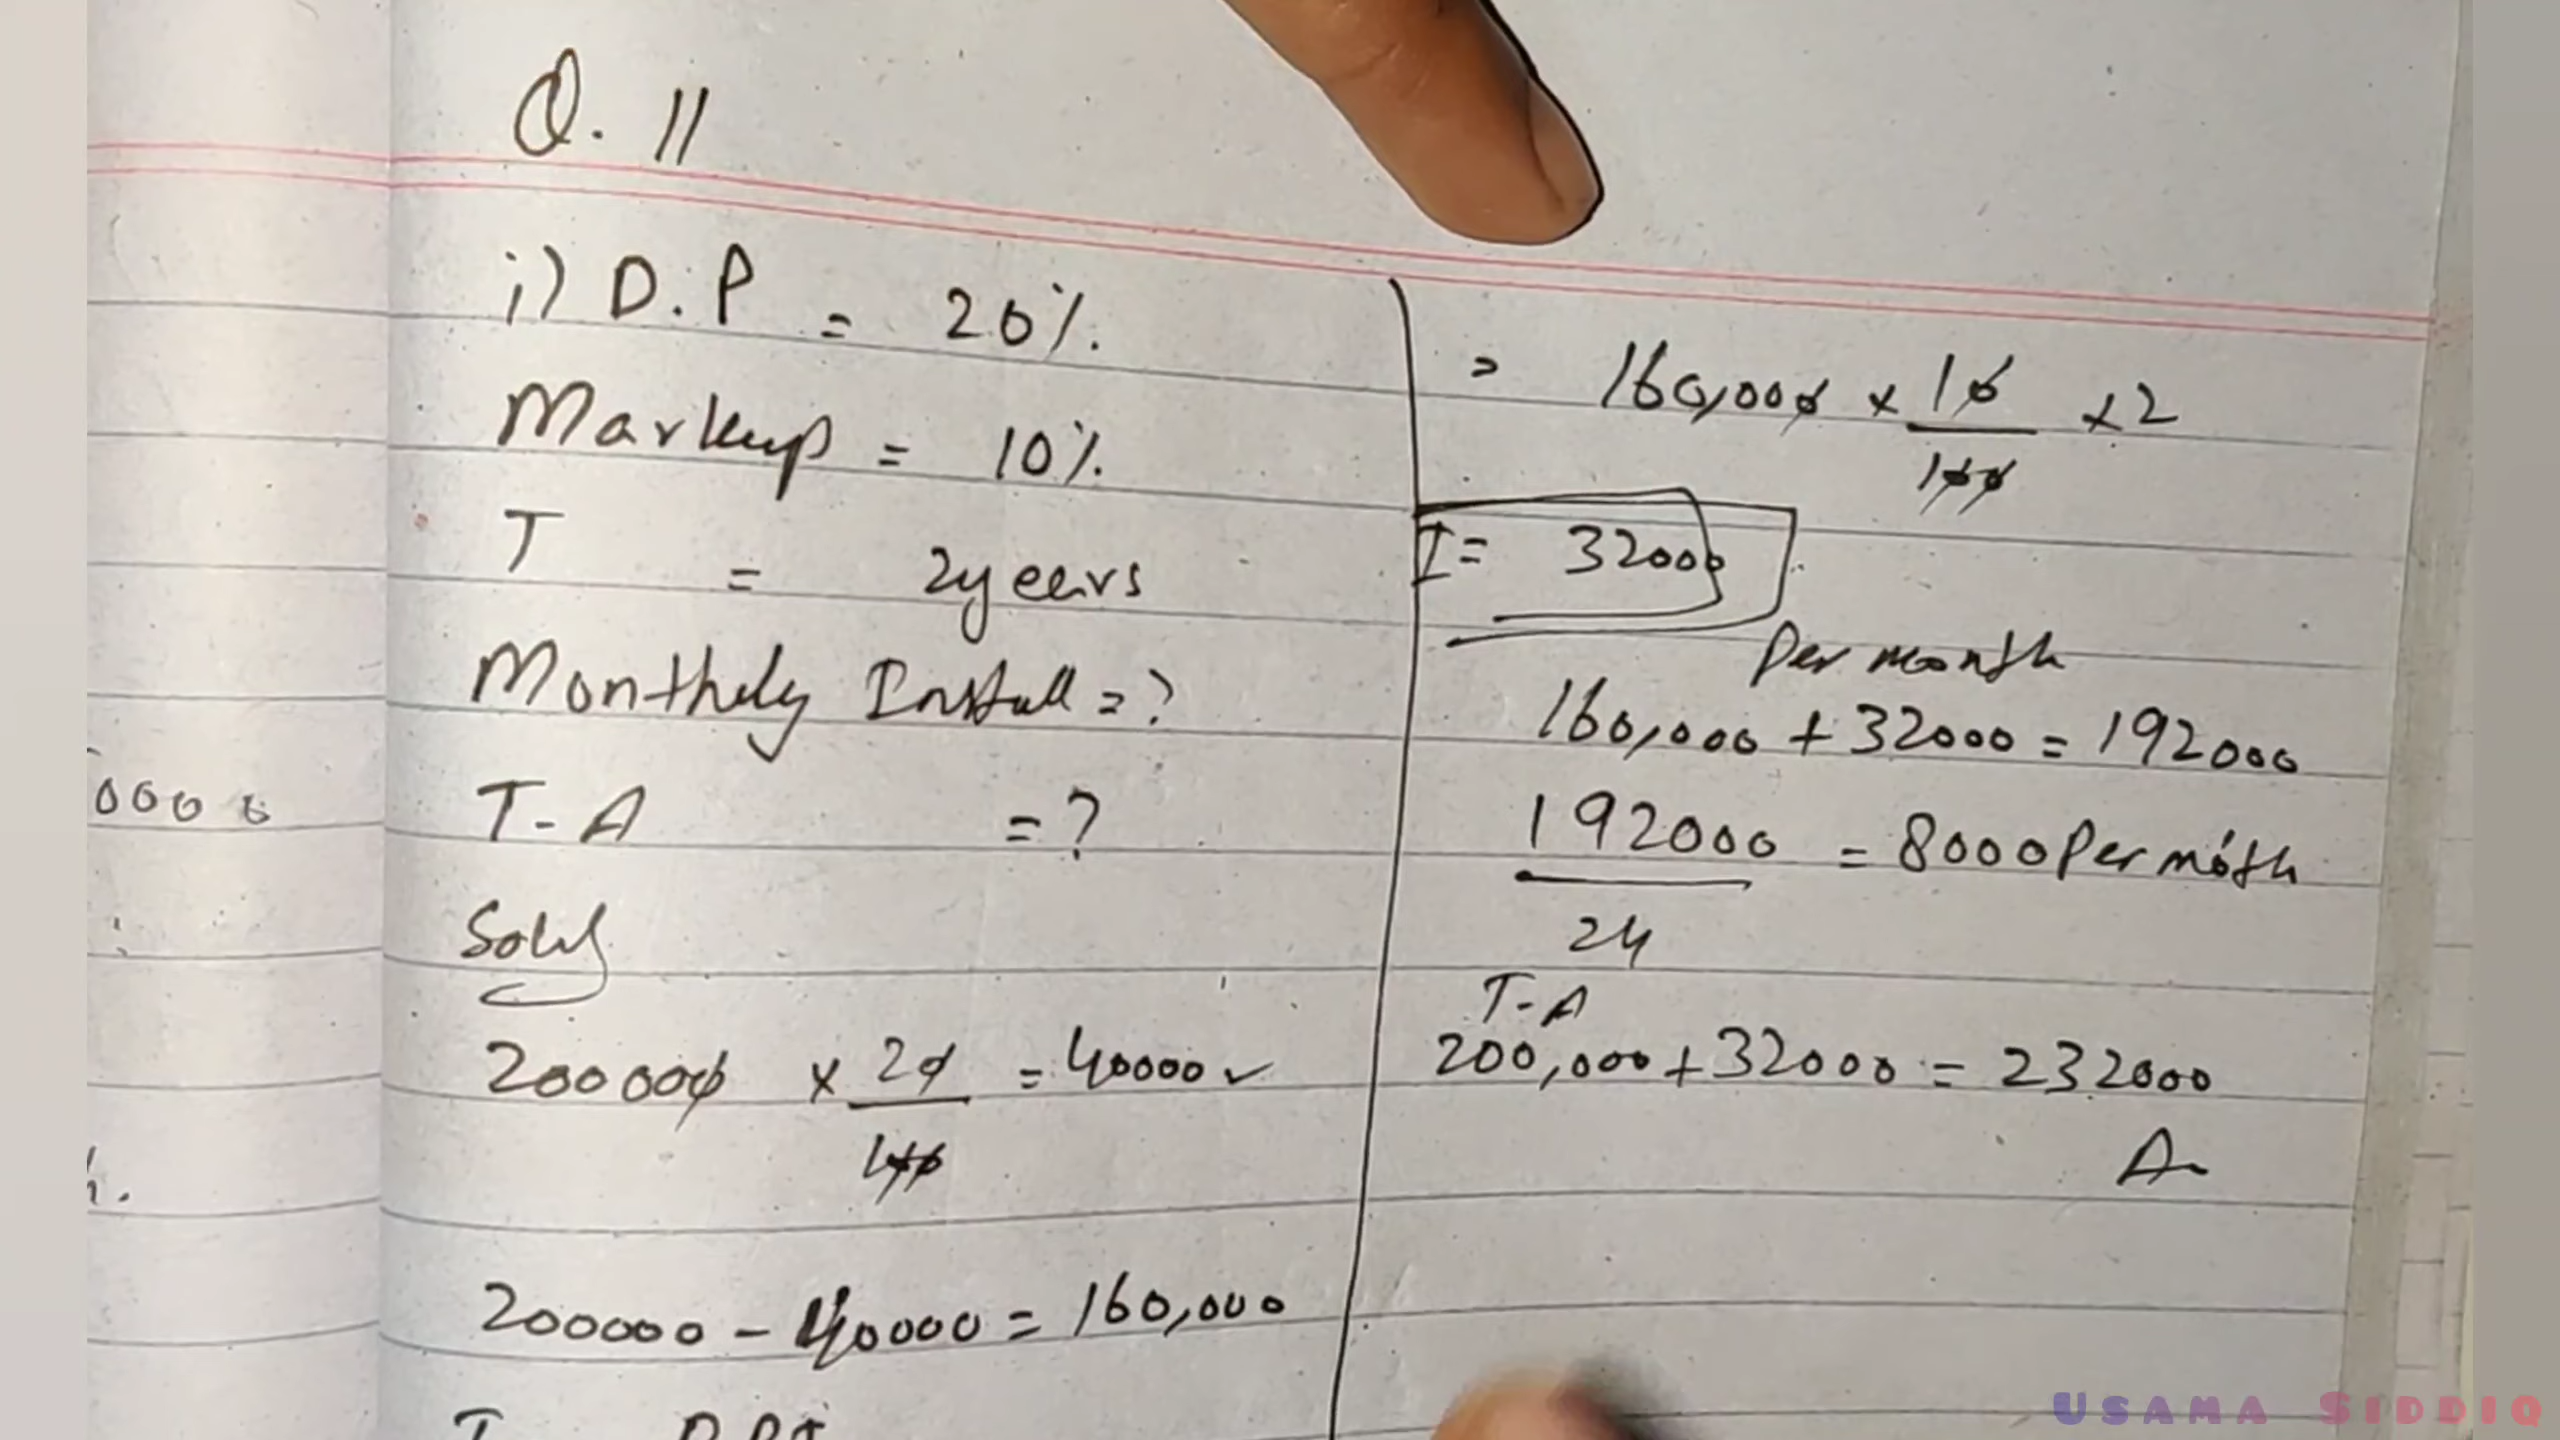 Q. 11
i) D.P = 20%.
Markup = 10%.
T = 2years
Monthly Install = ?
T-A = ?
200000 × 20/100 = 40000 ✓
200000 - 40000 = 160,000
= 160,000 × 10/100 × 2
I = 32000
Per month
160,000 + 32000 = 192000
192000/24 = 8000 Per month
T-A
200,000 + 32000 = 232000
0000
USAMA SIDDIQ